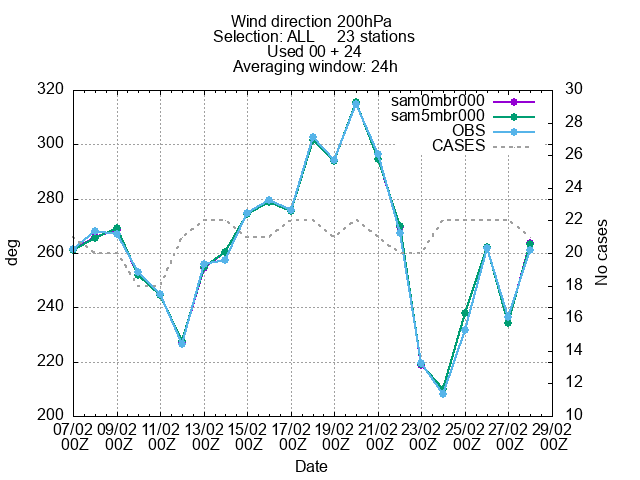 Wind direction 200hPa
Selection: ALL 23 stations
Used 00 + 24
Averaging window: 24h
320 30
sam0mbr000
sam5mbr000
OBS
CASES
28
300
26
24
280
22
260 20
18
240
16
220
14
12
200 10
deg
No cases
07/02 09/02 11/02 13/02 15/02 17/02 19/02 21/02 23/02 25/02 27/02 29/02
00Z 00Z 00Z 00Z 00Z 00Z 00Z 00Z 00Z 00Z 00Z 00Z
Date